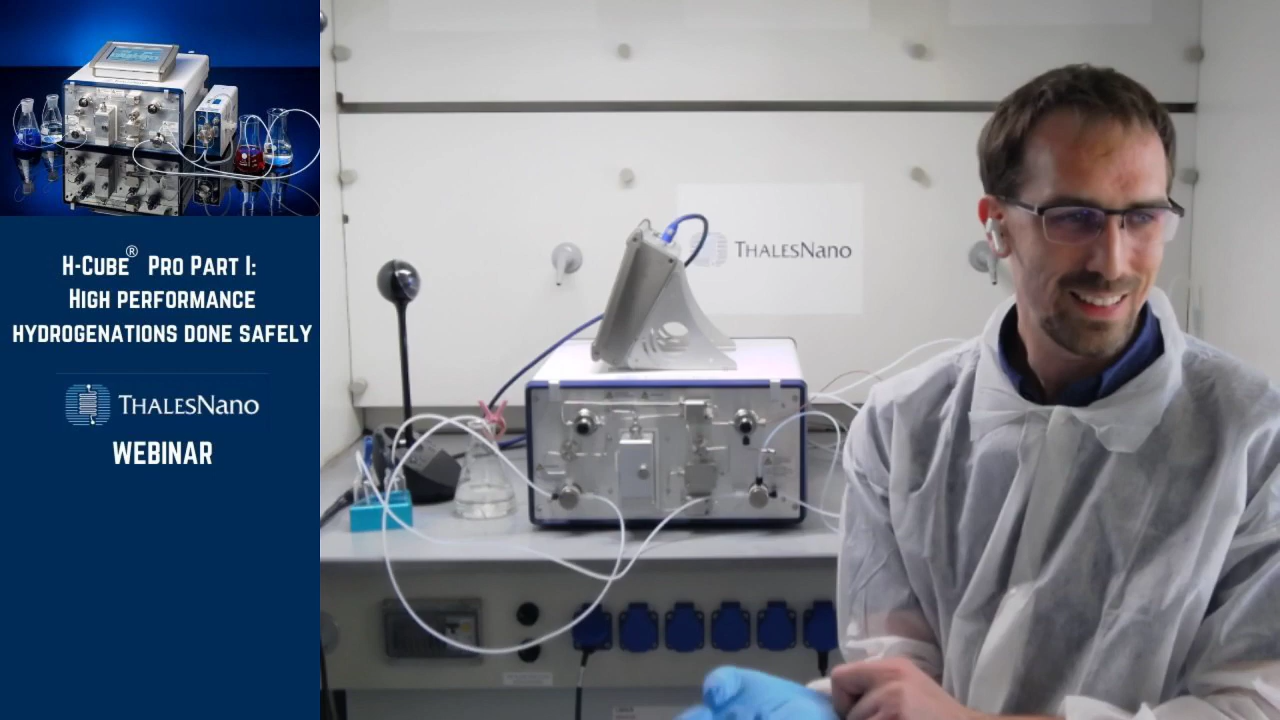 H-Cube® Pro Part I:
High performance
hydrogenations done safely
ThalesNano
WEBINAR
ThalesNano